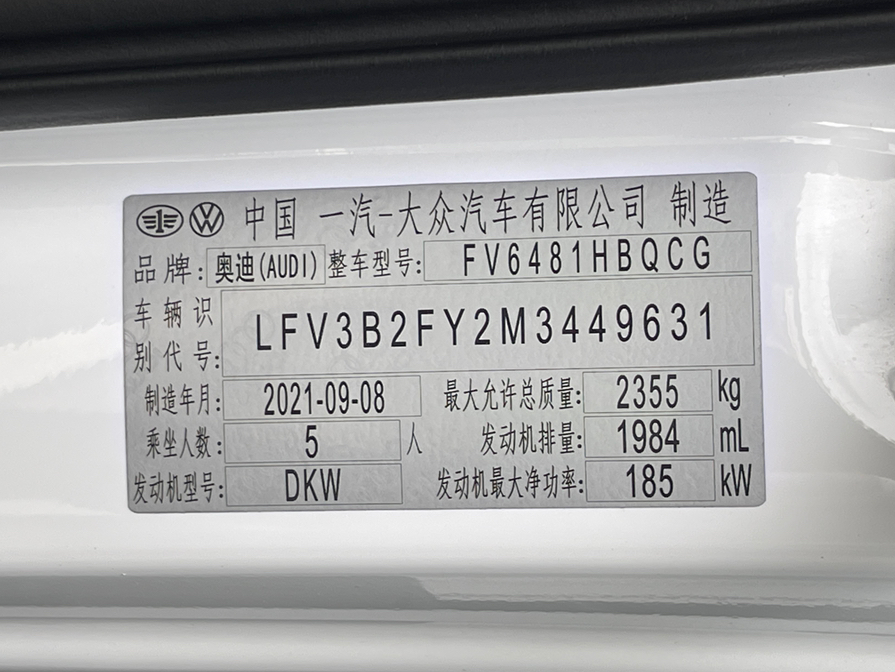 中国 一汽-大众汽车有限公司 制造
品牌: 奥迪(AUDI) 整车型号: FV6481HBQCG
车辆识别代号: LFV3B2FY2M3449631
制造年月: 2021-09-08 最大允许总质量: 2355 kg
乘坐人数: 5 人 发动机排量: 1984 mL
发动机型号: DKW 发动机最大净功率: 185 kW